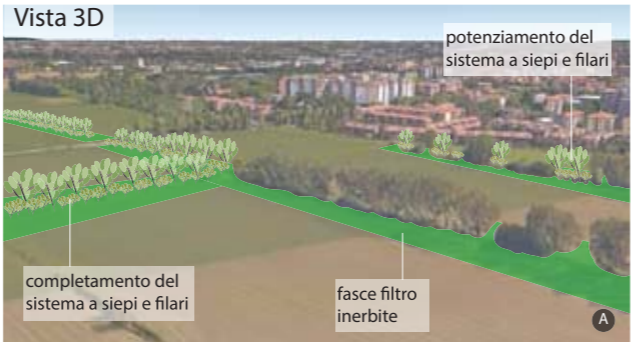 Vista 3D
potenziamento del
sistema a siepi e filari
completamento del
sistema a siepi e filari
fasce filtro
inerbite
A